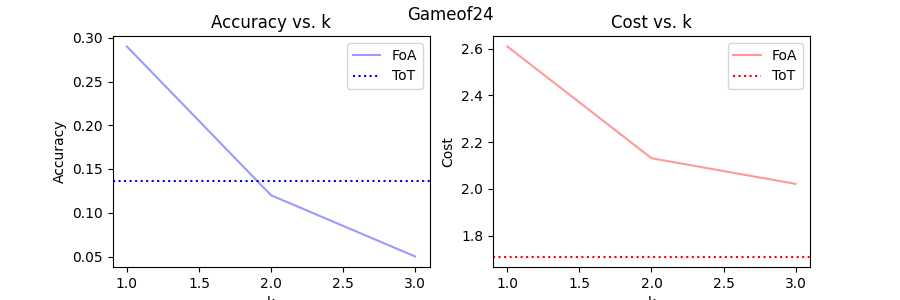 Gameof24
Accuracy vs. k
Accuracy
0.30
0.25
0.20
0.15
0.10
0.05
1.0 1.5 2.0 2.5 3.0
k
FoA
ToT
Cost vs. k
Cost
2.6
2.4
2.2
2.0
1.8
1.0 1.5 2.0 2.5 3.0
k
FoA
ToT